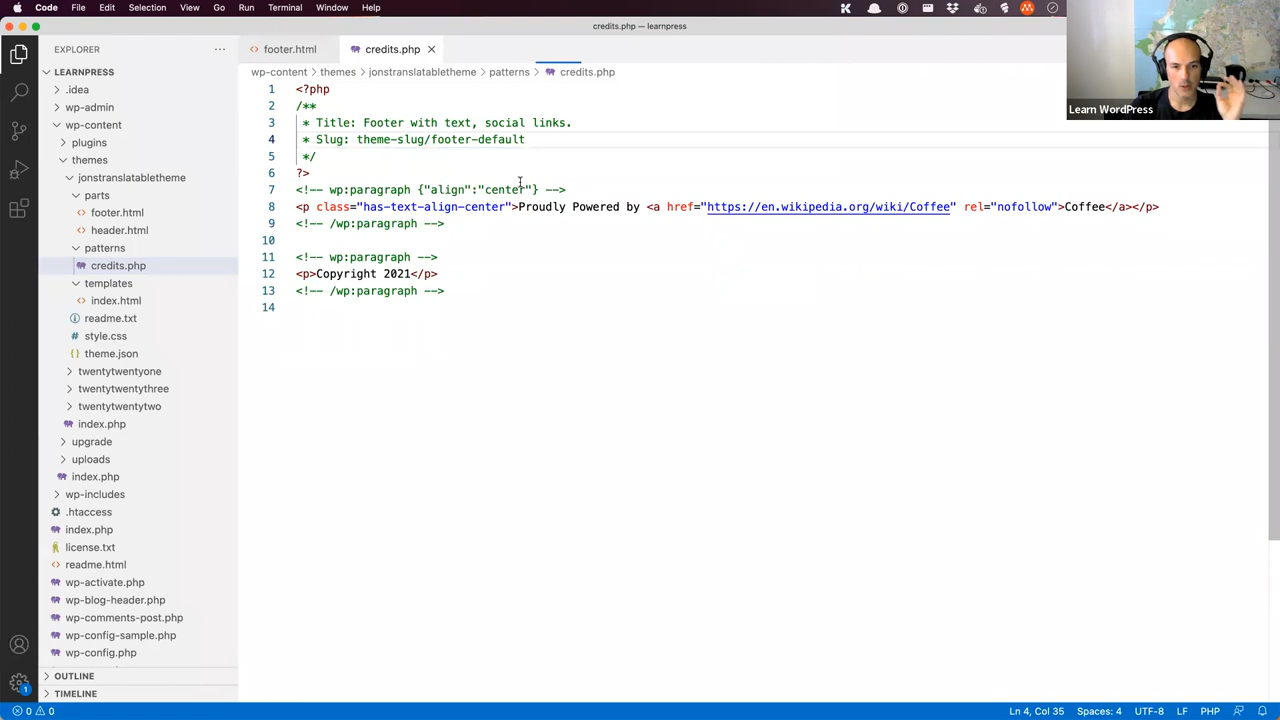 Code File Edit Selection View Go Run Terminal Window Help
credits.php — learnpress
EXPLORER
footer.html
credits.php
wp-content > themes > jonstranslatabletheme > patterns > credits.php
LEARNPRESS
.idea
wp-admin
wp-content
plugins
themes
jonstranslatabletheme
parts
footer.html
header.html
patterns
credits.php
templates
index.html
readme.txt
style.css
theme.json
twentytwentyone
twentytwentythree
twentytwentytwo
index.php
upgrade
uploads
index.php
wp-includes
.htaccess
index.php
license.txt
readme.html
wp-activate.php
wp-blog-header.php
wp-comments-post.php
wp-config-sample.php
wp-config.php
OUTLINE
TIMELINE
1 <?php
2 /**
3 * Title: Footer with text, social links.
4 * Slug: theme-slug/footer-default
5 */
6 ?>
7 <!-- wp:paragraph {"align":"center"} -->
8 <p class="has-text-align-center">Proudly Powered by <a href="https://en.wikipedia.org/wiki/Coffee" rel="nofollow">Coffee</a></p>
9 <!-- /wp:paragraph -->
10
11 <!-- wp:paragraph -->
12 <p>Copyright 2021</p>
13 <!-- /wp:paragraph -->
14
Learn WordPress
1
0 0
Ln 4, Col 35 Spaces: 4 UTF-8 LF PHP